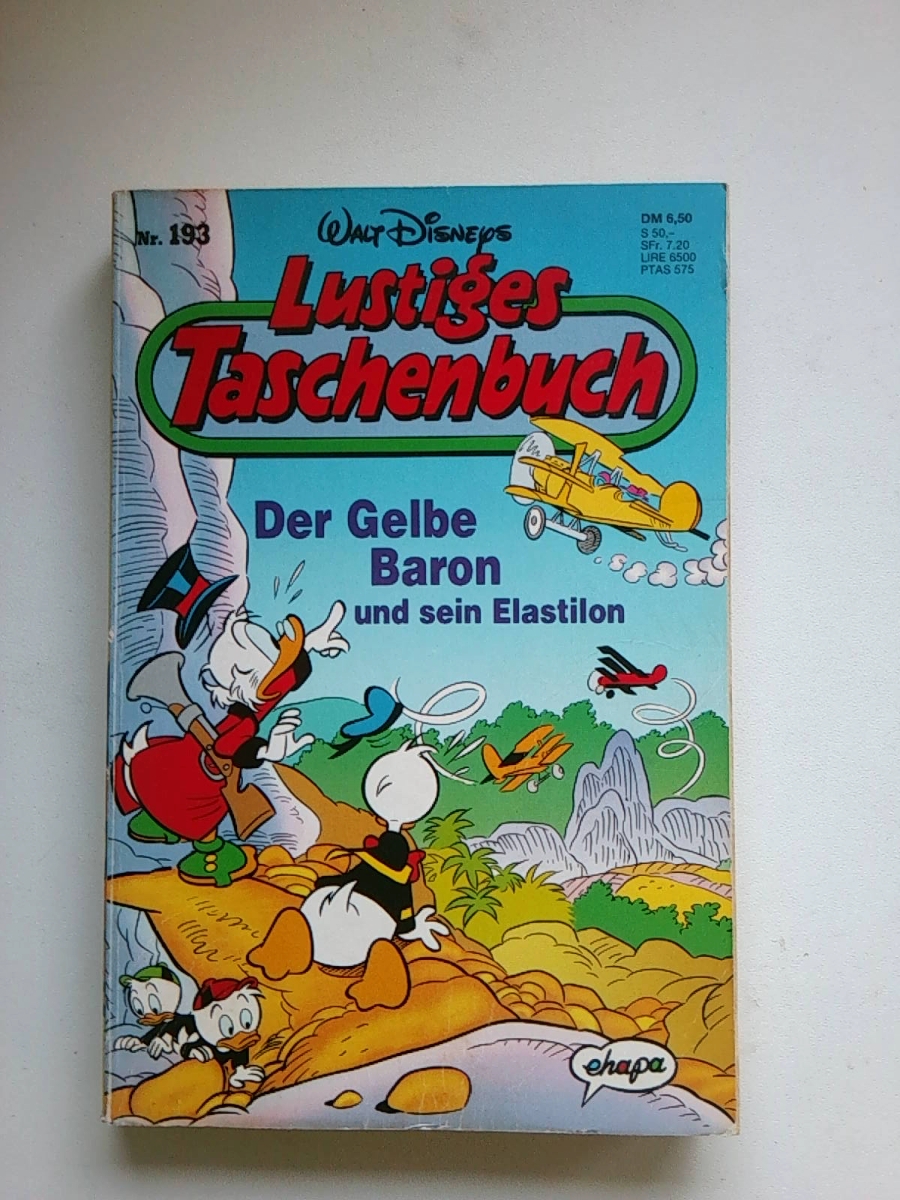 Nr. 193
WALT DISNEYS
DM 6,50
S 50,-
SFr. 7.20
LIRE 6500
PTAS 575
Lustiges
Taschenbuch
Der Gelbe
Baron
und sein Elastilon
ehapa